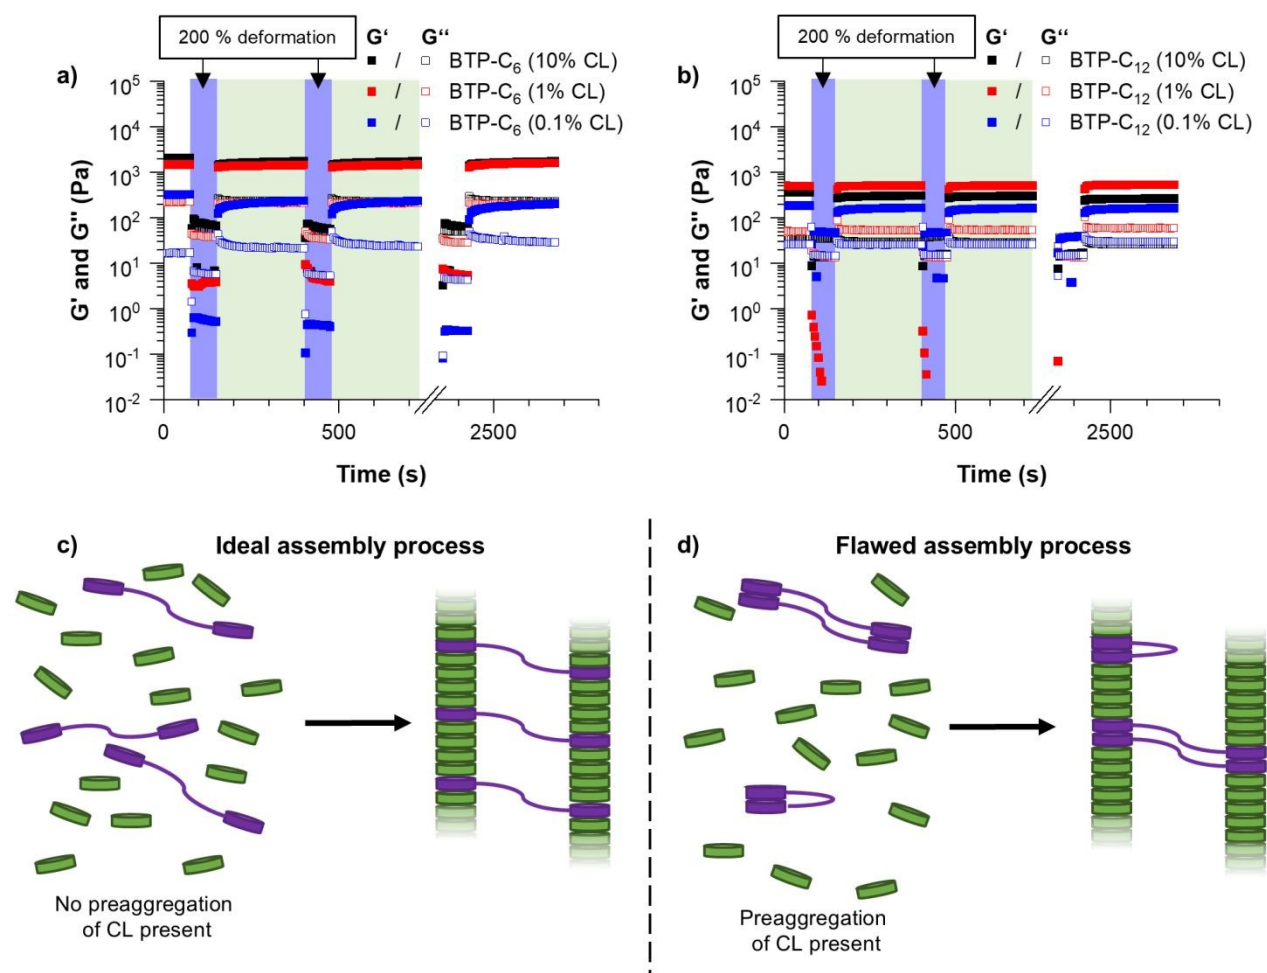 200 % deformation
G‘ G“
a)
/ BTP-C6 (10% CL)
/ BTP-C6 (1% CL)
/ BTP-C6 (0.1% CL)
10^5
10^4
10^3
10^2
10^1
10^0
10^-1
10^-2
G' and G" (Pa)
0 500 2500
Time (s)
200 % deformation
G‘ G“
b)
/ BTP-C12 (10% CL)
/ BTP-C12 (1% CL)
/ BTP-C12 (0.1% CL)
10^5
10^4
10^3
10^2
10^1
10^0
10^-1
10^-2
G' and G" (Pa)
0 500 2500
Time (s)
c) Ideal assembly process
No preaggregation
of CL present
d) Flawed assembly process
Preaggregation
of CL present